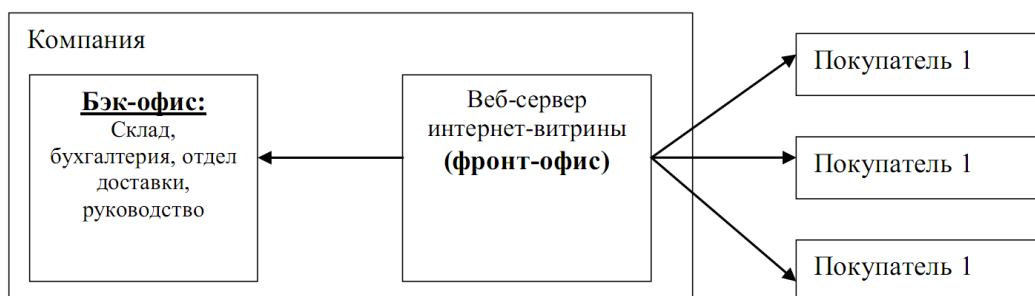 Компания
Бэк-офис:
Склад,
бухгалтерия, отдел
доставки,
руководство
Веб-сервер
интернет-витрины
(фронт-офис)
Покупатель 1
Покупатель 1
Покупатель 1